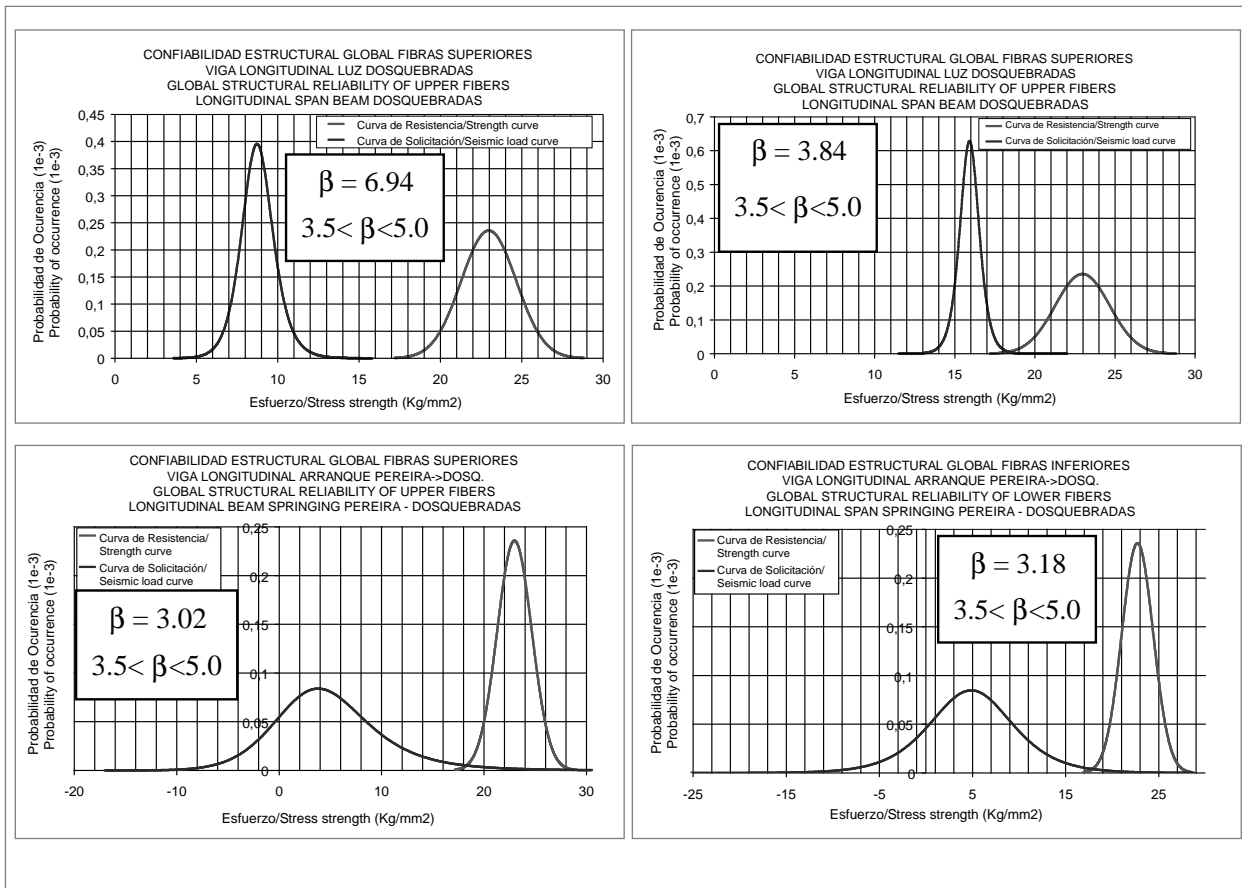 CONFIABILIDAD ESTRUCTURAL GLOBAL FIBRAS SUPERIORES
VIGA LONGITUDINAL LUZ DOSQUEBRADAS
GLOBAL STRUCTURAL RELIABILITY OF UPPER FIBERS
LONGITUDINAL SPAN BEAM DOSQUEBRADAS
Probabilidad de Ocurencia (1e-3)
Probability of occurrence (1e-3)
0,45
0,4
0,35
0,3
0,25
0,2
0,15
0,1
0,05
0
Curva de Resistencia/Strength curve
Curva de Solicitación/Seismic load curve
β = 6.94
3.5< β<5.0
0 5 10 15 20 25 30
Esfuerzo/Stress strength (Kg/mm2)
CONFIABILIDAD ESTRUCTURAL GLOBAL FIBRAS SUPERIORES
VIGA LONGITUDINAL LUZ DOSQUEBRADAS
GLOBAL STRUCTURAL RELIABILITY OF UPPER FIBERS
LONGITUDINAL SPAN BEAM DOSQUEBRADAS
Probabilidad de Ocurencia (1e-3)
Probability of occurrence (1e-3)
0,7
0,6
0,5
0,4
0,3
0,2
0,1
0
Curva de Resistencia/Strength curve
Curva de Solicitación/Seismic load curve
β = 3.84
3.5< β<5.0
0 5 10 15 20 25 30
Esfuerzo/Stress strength (Kg/mm2)
CONFIABILIDAD ESTRUCTURAL GLOBAL FIBRAS SUPERIORES
VIGA LONGITUDINAL ARRANQUE PEREIRA->DOSQ.
GLOBAL STRUCTURAL RELIABILITY OF UPPER FIBERS
LONGITUDINAL BEAM SPRINGING PEREIRA - DOSQUEBRADAS
Probabilidad de Ocurencia (1e-3)
Probability of occurrence (1e-3)
Curva de Resistencia/
Strength curve
Curva de Solicitación/
Seismic load curve
β = 3.02
3.5< β<5.0
0,25
0,2
0,15
0,1
0,05
0
-20 -10 0 10 20 30
Esfuerzo/Stress strength (Kg/mm2)
CONFIABILIDAD ESTRUCTURAL GLOBAL FIBRAS INFERIORES
VIGA LONGITUDINAL ARRANQUE PEREIRA->DOSQ.
GLOBAL STRUCTURAL RELIABILITY OF LOWER FIBERS
LONGITUDINAL SPAN SPRINGING PEREIRA - DOSQUEBRADAS
Probabilidad de Ocurencia (1e-3)
Probability of occurrence (1e-3)
Curva de Resistencia/
Strength curve
Curva de Solicitación/
Seismic load curve
0,25
0,2
0,15
0,1
0,05
0
β = 3.18
3.5< β<5.0
-25 -15 -5 5 15 25
Esfuerzo/Stress strength (Kg/mm2)